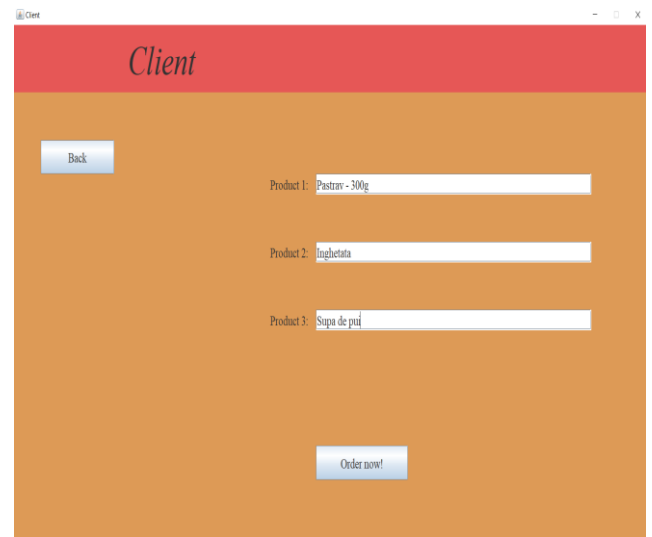 Client
Client
Back
Product 1: Pastrav - 300g
Product 2: Inghetata
Product 3: Supa de pui
Order now!